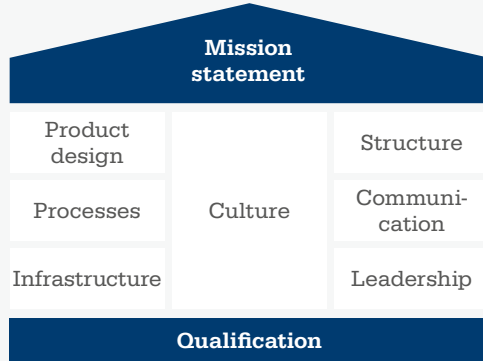 Mission
statement
Product
design
Culture
Structure
Processes
Communi-
cation
Infrastructure
Leadership
Qualification